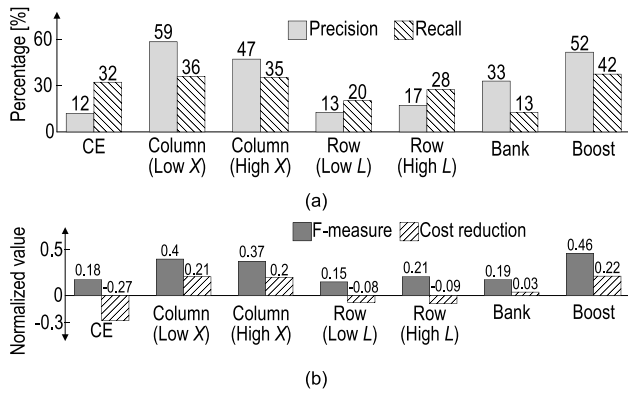 Percentage [%]
60
30
0
Precision
Recall
12
32
59
36
47
35
13
20
17
28
33
13
52
42
CE
Column
(Low X)
Column
(High X)
Row
(Low L)
Row
(High L)
Bank
Boost
(a)
Normalized value
0.5
0
-0.3
F-measure
Cost reduction
0.18
-0.27
0.4
0.21
0.37
0.2
0.15
-0.08
0.21
-0.09
0.19
0.03
0.46
0.22
CE
Column
(Low X)
Column
(High X)
Row
(Low L)
Row
(High L)
Bank
Boost
(b)